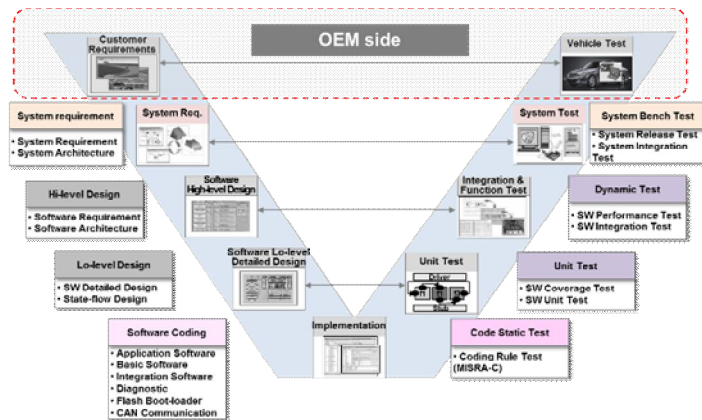 OEM side
Customer
Requirements
Vehicle Test
System requirement
• System Requirement
• System Architecture
System Req.
System Test
System Bench Test
• System Release Test
• System Integration
Test
Hi-level Design
• Software Requirement
• Software Architecture
Software
High-level Design
Integration &
Function Test
Dynamic Test
• SW Performance Test
• SW Integration Test
Lo-level Design
• SW Detailed Design
• State-flow Design
Software Lo-level
Detailed Design
Unit Test
Driver
Stub
Unit Test
• SW Coverage Test
• SW Unit Test
Software Coding
• Application Software
• Basic Software
• Integration Software
• Diagnostic
• Flash Boot-loader
• CAN Communication
Implementation
Code Static Test
• Coding Rule Test
(MISRA-C)